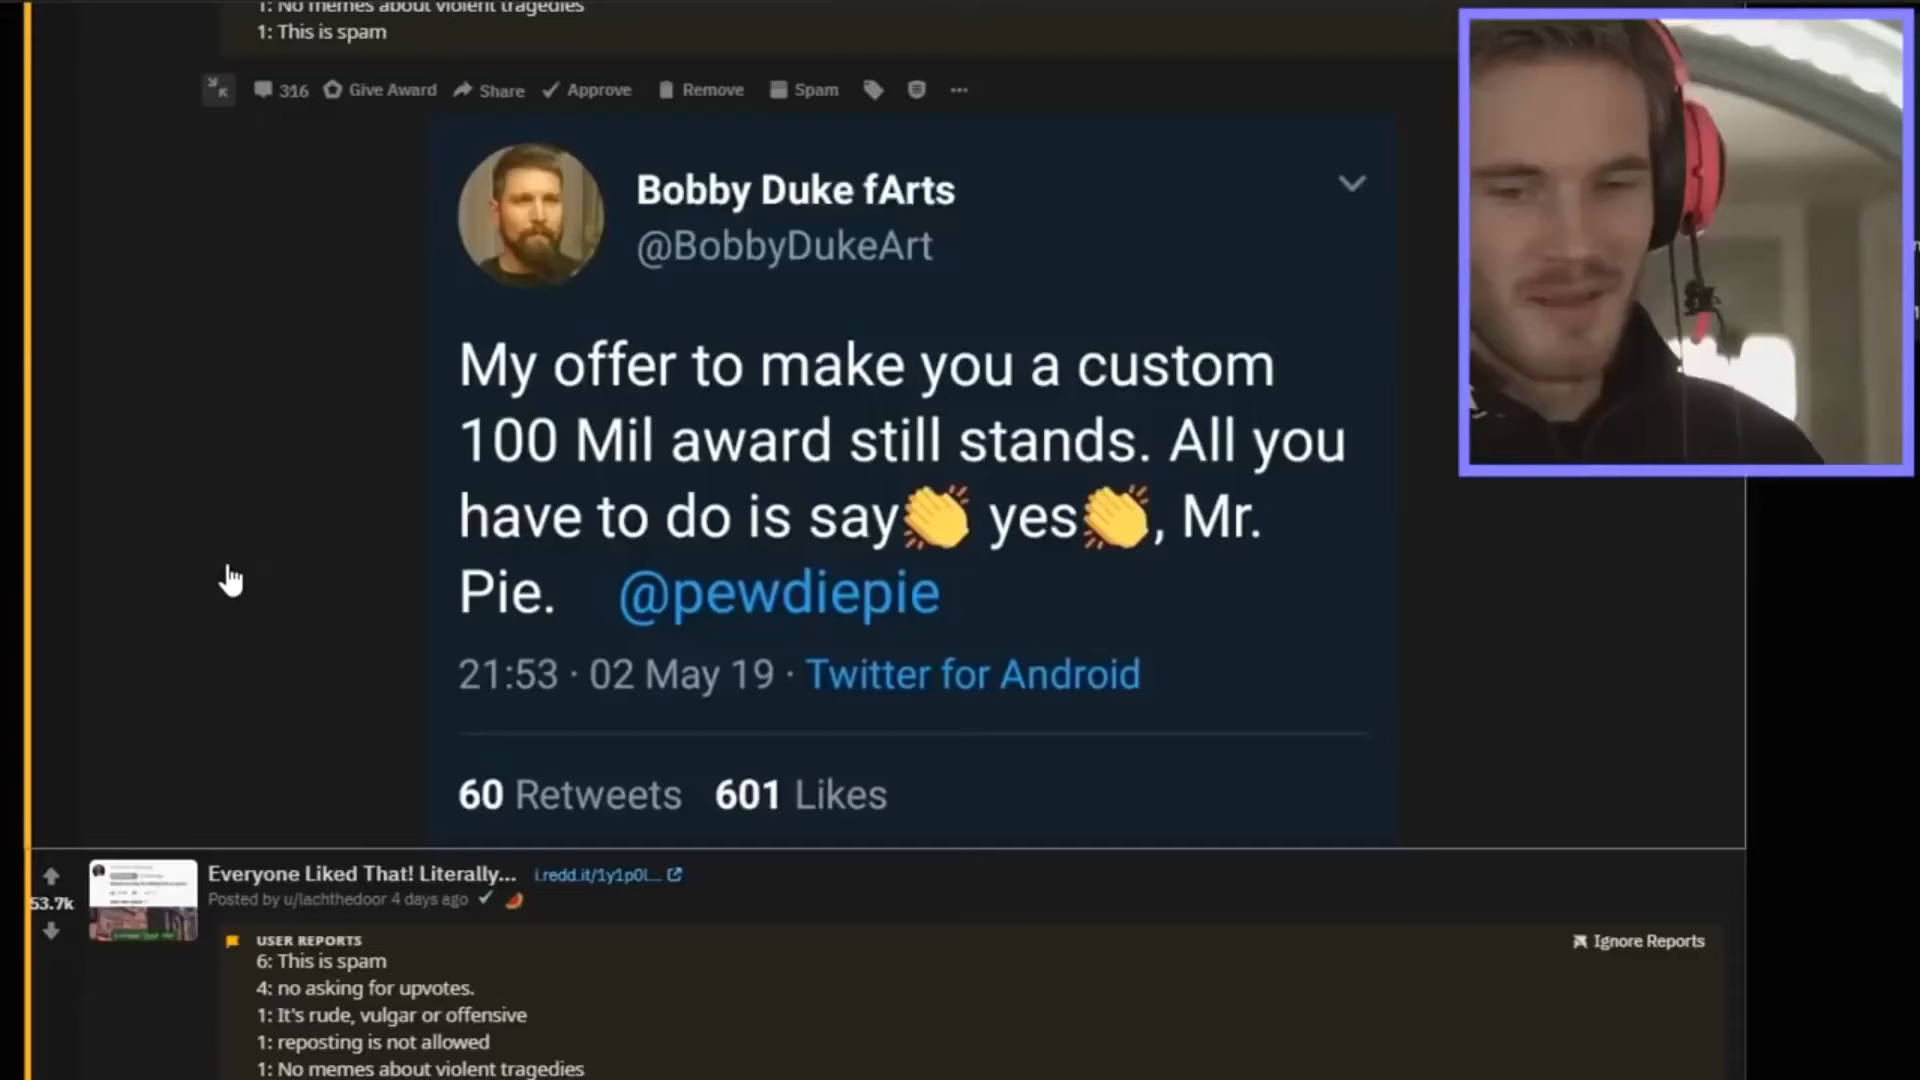 1: No memes about violent tragedies
1: This is spam
316 Give Award Share Approve Remove Spam
Bobby Duke fArts
@BobbyDukeArt
My offer to make you a custom
100 Mil award still stands. All you
have to do is say👏 yes👏, Mr.
Pie. @pewdiepie
21:53 · 02 May 19 · Twitter for Android
60 Retweets 601 Likes
53.7k
Everyone Liked That! Literally... i.redd.it/1y1p0l...
Posted by u/lachthedoor 4 days ago
USER REPORTS
Ignore Reports
6: This is spam
4: no asking for upvotes.
1: It's rude, vulgar or offensive
1: reposting is not allowed
1: No memes about violent tragedies